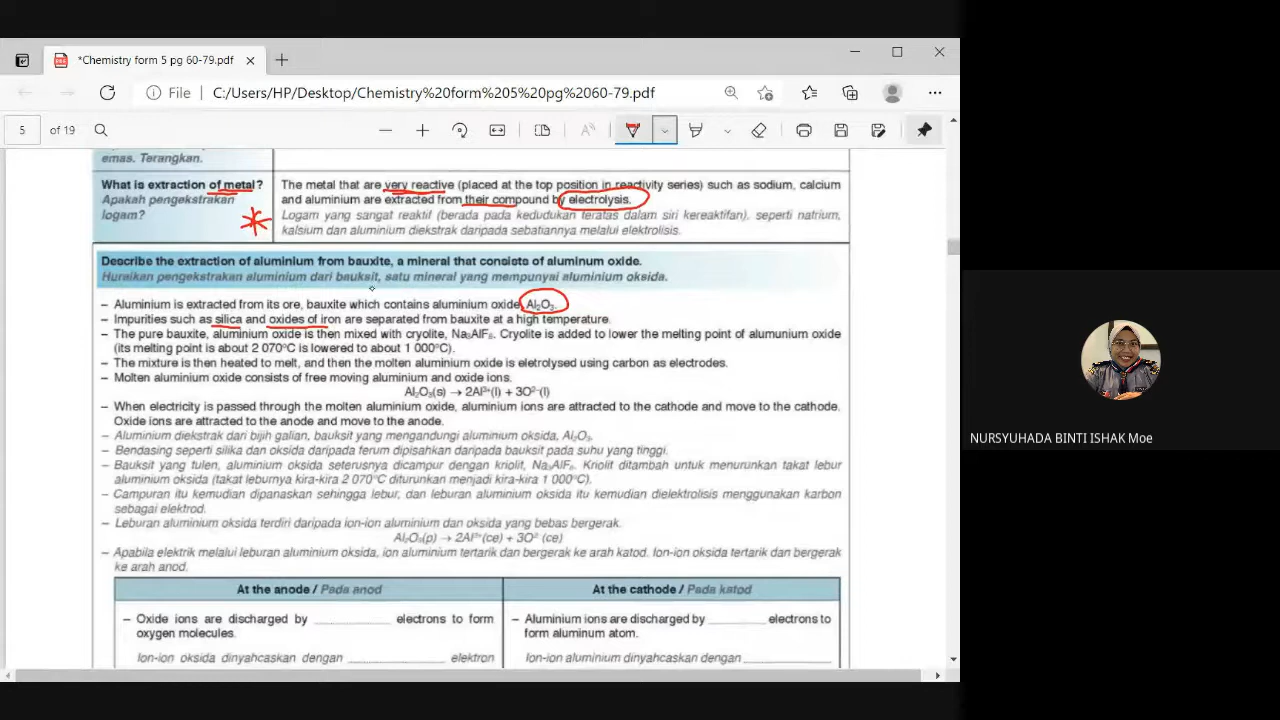 *Chemistry form 5 pg 60-79.pdf
File
C:/Users/HP/Desktop/Chemistry%20form%205%20pg%2060-79.pdf
5 of 19
emas. Terangkan.
What is extraction of metal?
Apakah pengekstrakan
logam?
The metal that are very reactive (placed at the top position in reactivity series) such as sodium, calcium
and aluminium are extracted from their compound by electrolysis.
Logam yang sangat reaktif (berada pada kedudukan teratas dalam siri kereaktifan), seperti natrium,
kalsium dan aluminium diekstrak daripada sebatiannya melalui elektrolisis.
Describe the extraction of aluminium from bauxite, a mineral that consists of aluminum oxide.
Huraikan pengekstrakan aluminium dari bauksit, satu mineral yang mempunyai aluminium oksida.
– Aluminium is extracted from its ore, bauxite which contains aluminium oxide, Al₂O₃.
– Impurities such as silica and oxides of iron are separated from bauxite at a high temperature.
– The pure bauxite, aluminium oxide is then mixed with cryolite, Na₃AlF₆. Cryolite is added to lower the melting point of alumunium oxide
(its melting point is about 2 070°C is lowered to about 1 000°C).
– The mixture is then heated to melt, and then the molten aluminium oxide is eletrolysed using carbon as electrodes.
– Molten aluminium oxide consists of free moving aluminium and oxide ions.
Al₂O₃(s) → 2Al³⁺(l) + 3O²⁻(l)
– When electricity is passed through the molten aluminium oxide, aluminium ions are attracted to the cathode and move to the cathode.
Oxide ions are attracted to the anode and move to the anode.
– Aluminium diekstrak dari bijih galian, bauksit yang mengandungi aluminium oksida, Al₂O₃.
– Bendasing seperti silika dan oksida daripada ferum dipisahkan daripada bauksit pada suhu yang tinggi.
– Bauksit yang tulen, aluminium oksida seterusnya dicampur dengan kriolit, Na₃AlF₆. Kriolit ditambah untuk menurunkan takat lebur
aluminium oksida (takat leburnya kira-kira 2 070°C diturunkan menjadi kira-kira 1 000°C).
– Campuran itu kemudian dipanaskan sehingga lebur, dan leburan aluminium oksida itu kemudian dielektrolisis menggunakan karbon
sebagai elektrod.
– Leburan aluminium oksida terdiri daripada ion-ion aluminium dan oksida yang bebas bergerak.
Al₂O₃(p) → 2Al³⁺(ce) + 3O²⁻(ce)
– Apabila elektrik melalui leburan aluminium oksida, ion aluminium tertarik dan bergerak ke arah katod. Ion-ion oksida tertarik dan bergerak
ke arah anod.
At the anode / Pada anod
– Oxide ions are discharged by ____________ electrons to form
oxygen molecules.
Ion-ion oksida dinyahcaskan dengan ____________ elektron
At the cathode / Pada katod
– Aluminium ions are discharged by _________ electrons to
form aluminum atom.
Ion-ion aluminium dinyahcaskan dengan ____________
NURSYUHADA BINTI ISHAK Moe